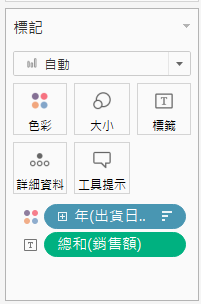 標記
自動
色彩
大小
標籤
詳細資料
工具提示
年(出貨日..
總和(銷售額)